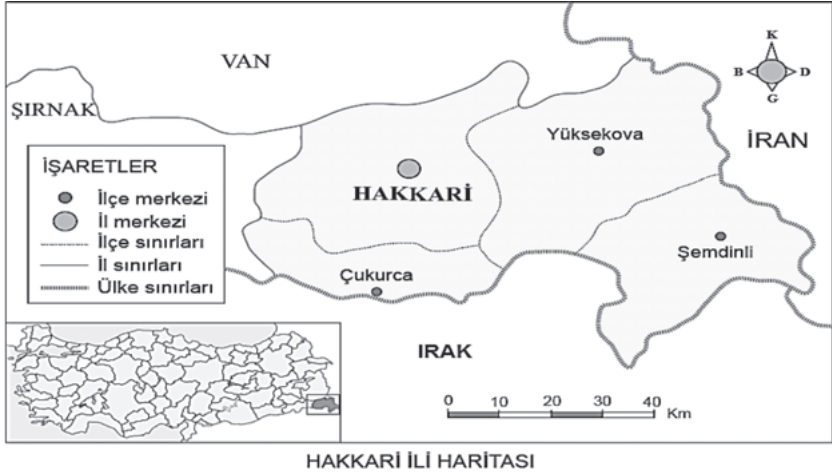 VAN
K
B
D
G
ŞIRNAK
Yüksekova
İRAN
İŞARETLER
İlçe merkezi
İl merkezi
İlçe sınırları
İl sınırları
Ülke sınırları
HAKKARİ
Şemdinli
Çukurca
IRAK
0 10 20 30 40
Km
HAKKARİ İLİ HARİTASI